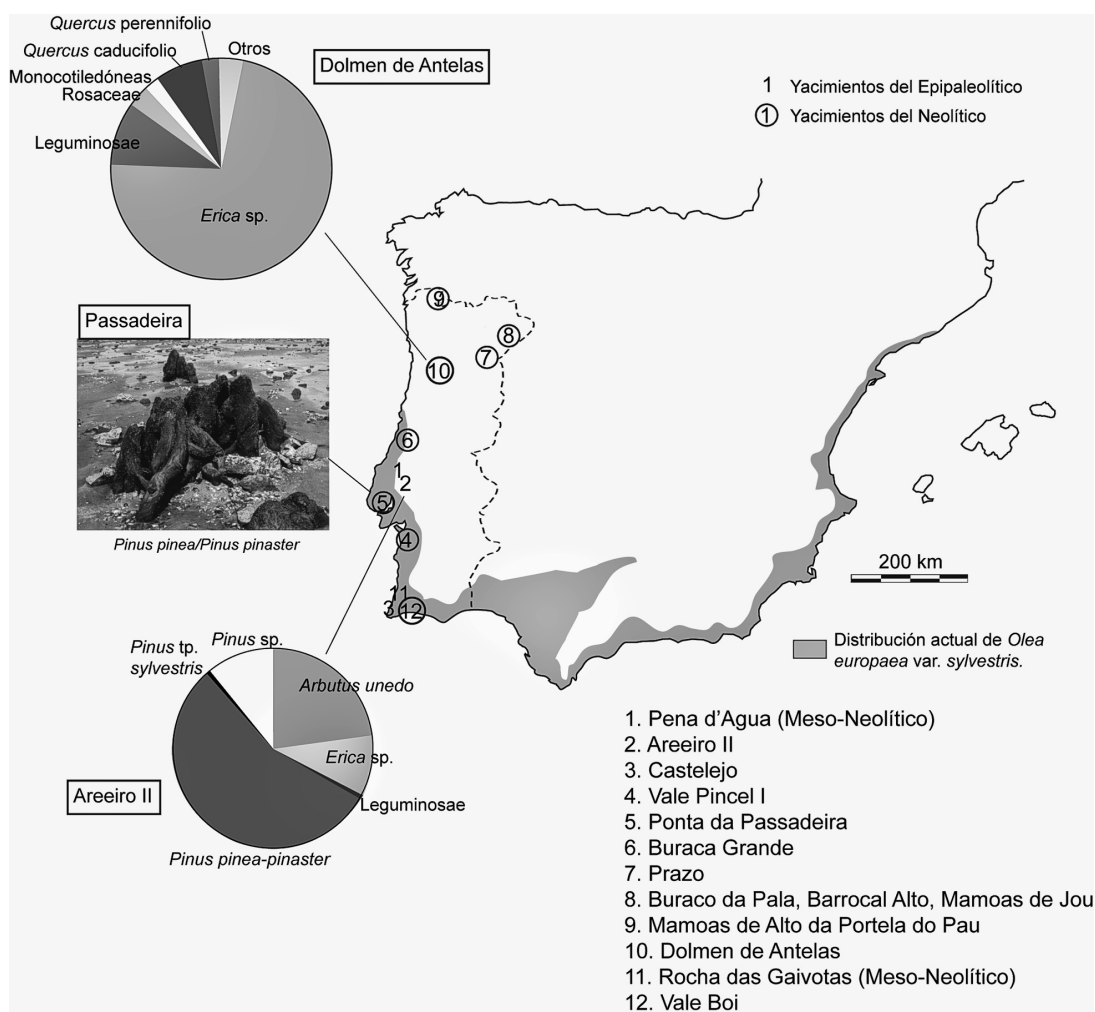 Quercus perennifolio
Quercus caducifolio
Otros
Monocotiledóneas
Rosaceae
Leguminosae
Erica sp.
Dolmen de Antelas
1 Yacimientos del Epipaleolítico
1 Yacimientos del Neolítico
9
8
7
10
6
1
2
5
4
11
3
12
Passadeira
Pinus pinea/Pinus pinaster
200 km
Distribución actual de Olea
europaea var. sylvestris.
Pinus sp.
Pinus tp.
sylvestris
Arbutus unedo
Erica sp.
Leguminosae
Areeiro II
Pinus pinea-pinaster
1. Pena d’Agua (Meso-Neolítico)
2. Areeiro II
3. Castelejo
4. Vale Pincel I
5. Ponta da Passadeira
6. Buraca Grande
7. Prazo
8. Buraco da Pala, Barrocal Alto, Mamoas de Jou
9. Mamoas de Alto da Portela do Pau
10. Dolmen de Antelas
11. Rocha das Gaivotas (Meso-Neolítico)
12. Vale Boi